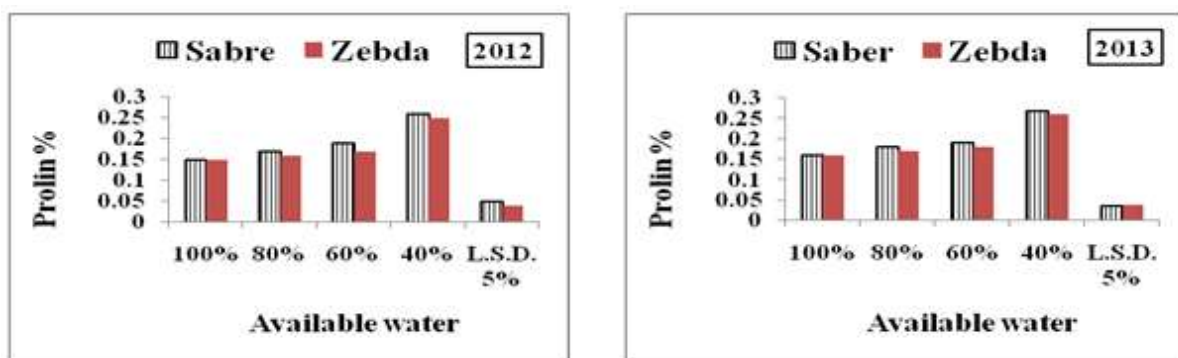 Sabre Zebda 2012
Prolin %
0.3
0.25
0.2
0.15
0.1
0.05
0
100% 80% 60% 40% L.S.D.
5%
Available water
Saber Zebda 2013
Prolin %
0.3
0.25
0.2
0.15
0.1
0.05
0
100% 80% 60% 40% L.S.D.
5%
Available water